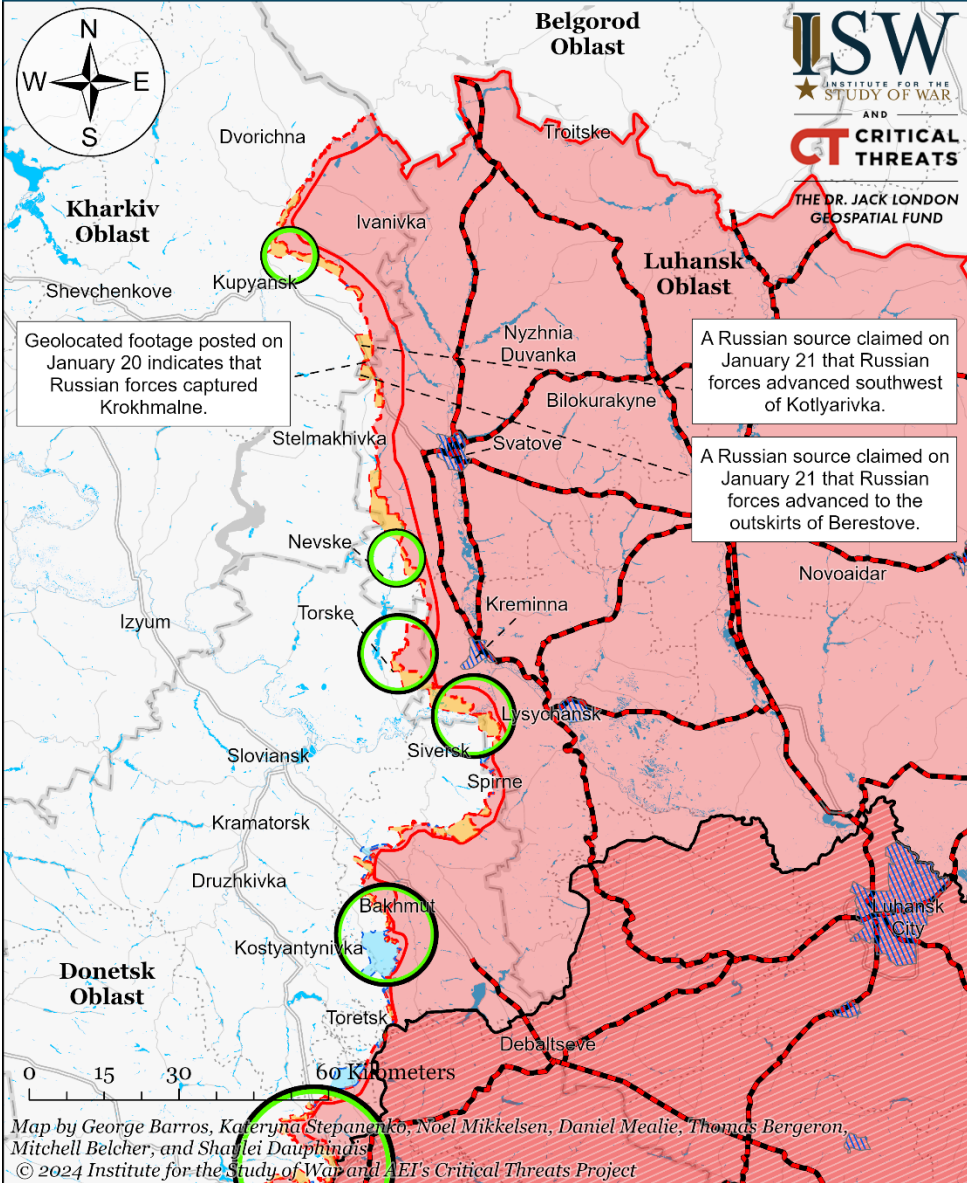 N
W
E
S
Belgorod
Oblast
ISW
INSTITUTE FOR THE
STUDY OF WAR
AND
CT CRITICAL
THREATS
THE DR. JACK LONDON
GEOSPATIAL FUND
Dvorichna
Troitske
Kharkiv
Oblast
Ivanivka
Luhansk
Oblast
Shevchenkove
Kupyansk
Geolocated footage posted on
January 20 indicates that
Russian forces captured
Krokhmalne.
Nyzhnia
Duvanka
A Russian source claimed on
January 21 that Russian
forces advanced southwest
of Kotlyarivka.
Bilokurakyne
Stelmakhivka
Svatove
A Russian source claimed on
January 21 that Russian
forces advanced to the
outskirts of Berestove.
Nevske
Novoaidar
Torske
Kreminna
Izyum
Lysychansk
Siversk
Sloviansk
Spirne
Kramatorsk
Druzhkivka
Bakhmut
Luhansk
City
Kostyantynivka
Donetsk
Oblast
Toretsk
Debaltseve
0 15 30 60 Kilometers
Map by George Barros, Kateryna Stepanenko, Noel Mikkelsen, Daniel Mealie, Thomas Bergeron,
Mitchell Belcher, and Shaylei Dauphinais
© 2024 Institute for the Study of War and AEI's Critical Threats Project